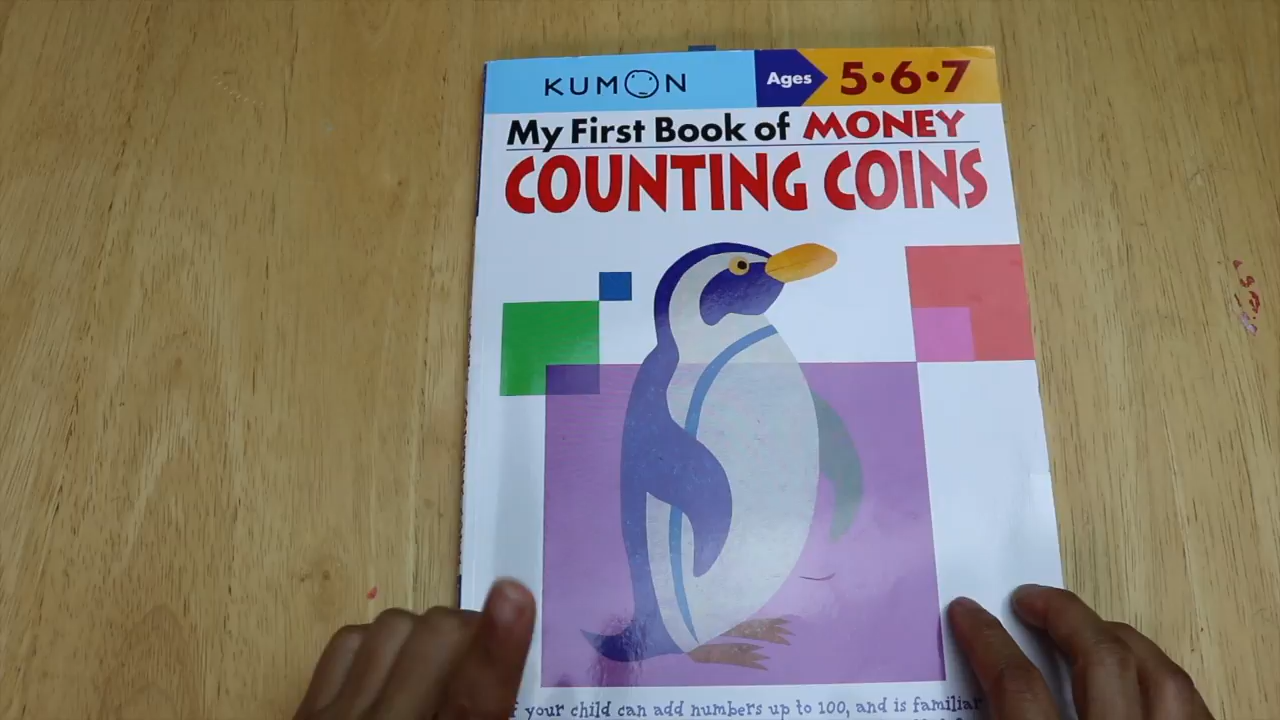 KUMON Ages 5•6•7
My First Book of MONEY
COUNTING COINS
your child can add numbers up to 100, and is familiar